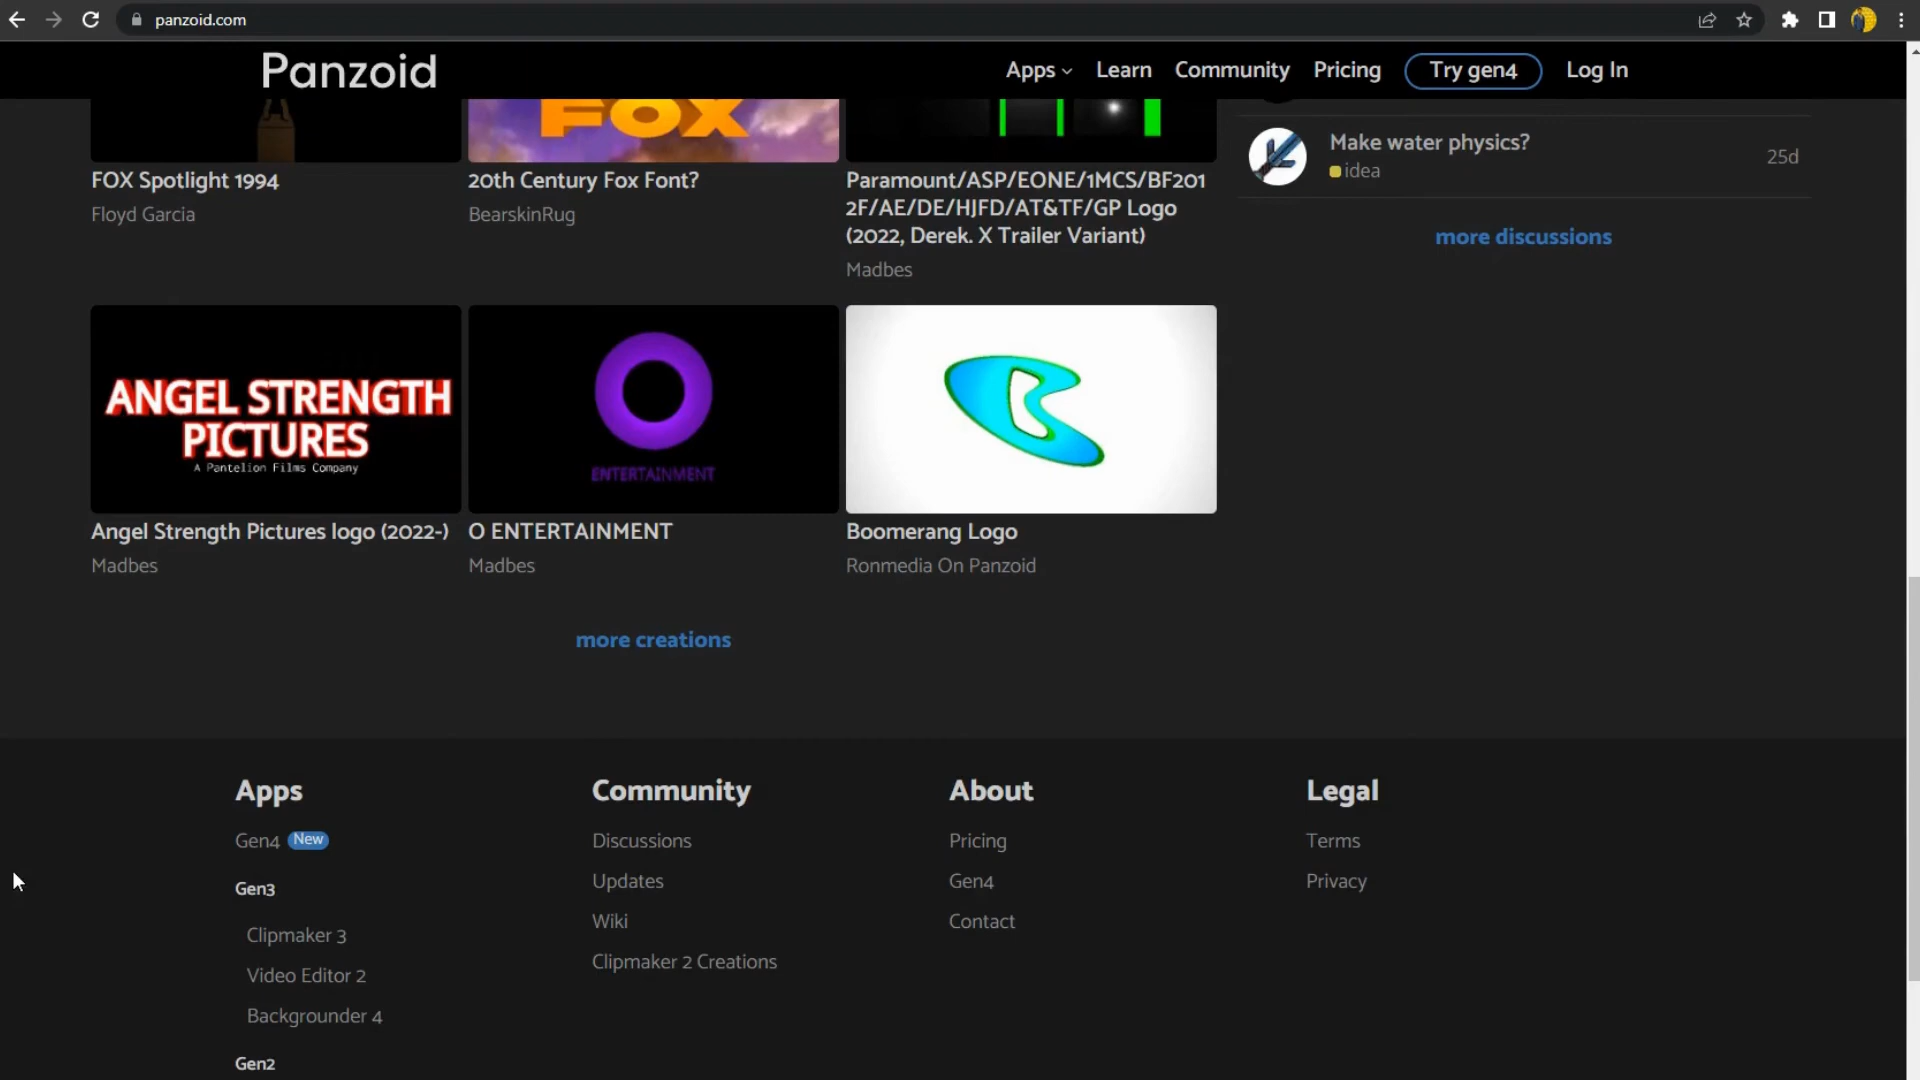 panzoid.com
Panzoid
Apps
Learn
Community
Pricing
Try gen4
Log In
A
FOX
FOX Spotlight 1994
Floyd Garcia
20th Century Fox Font?
BearskinRug
Paramount/ASP/EONE/1MCS/BF201
2F/AE/DE/HJFD/AT&TF/GP Logo
(2022, Derek. X Trailer Variant)
Madbes
Make water physics?
idea
25d
more discussions
ANGEL STRENGTH
PICTURES
A Pantelion Films Company
Angel Strength Pictures logo (2022-)
Madbes
O
ENTERTAINMENT
O ENTERTAINMENT
Madbes
B
Boomerang Logo
Ronmedia On Panzoid
more creations
Apps
Gen4 New
Gen3
Clipmaker 3
Video Editor 2
Backgrounder 4
Gen2
Community
Discussions
Updates
Wiki
Clipmaker 2 Creations
About
Pricing
Gen4
Contact
Legal
Terms
Privacy